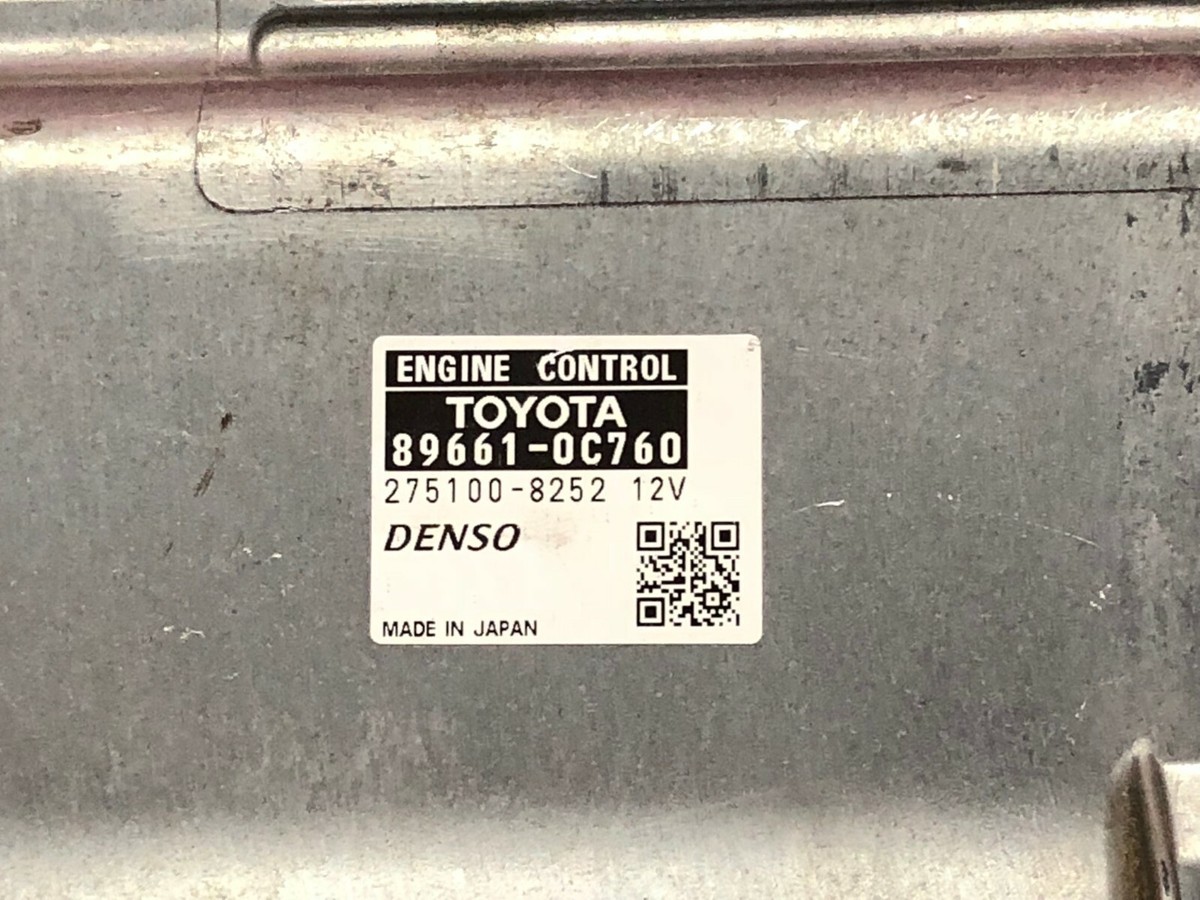 ENGINE CONTROL
TOYOTA
89661-0C760
275100-8252 12V
DENSO
MADE IN JAPAN